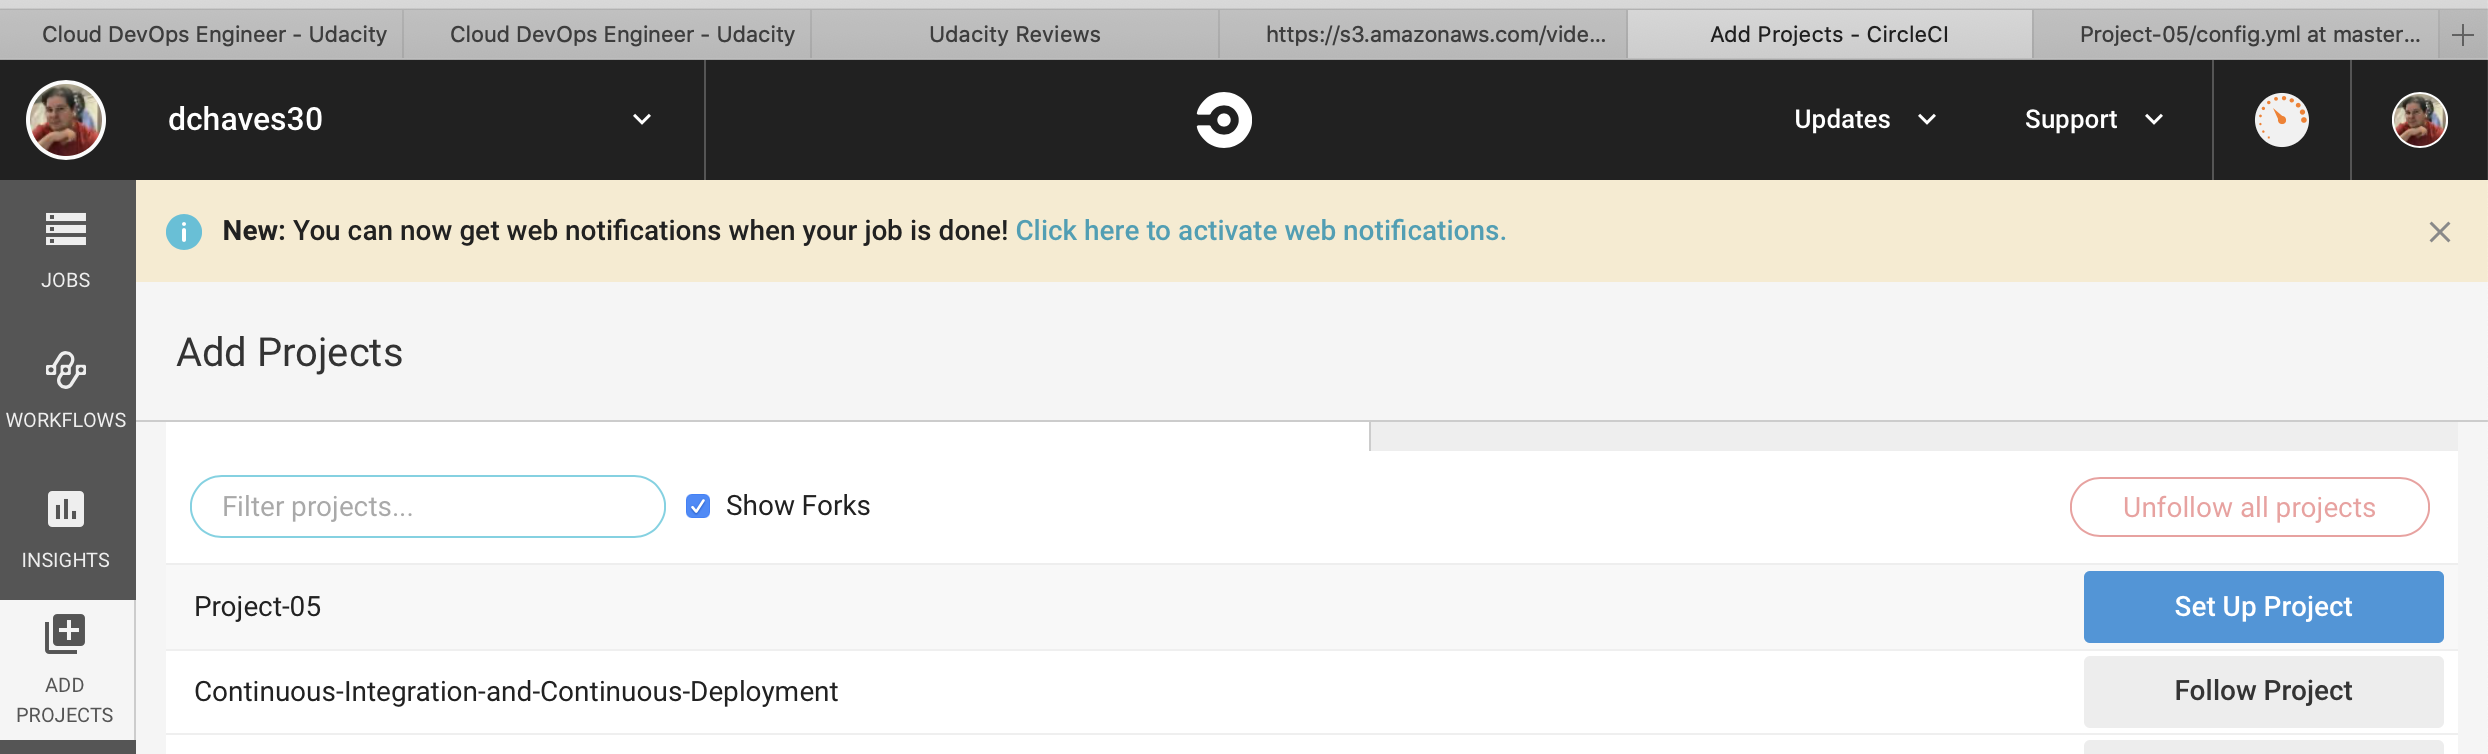 Cloud DevOps Engineer - Udacity
Cloud DevOps Engineer - Udacity
Udacity Reviews
https://s3.amazonaws.com/vide...
Add Projects - CircleCI
Project-05/config.yml at master...
dchaves30
Updates
Support
New: You can now get web notifications when your job is done! Click here to activate web notifications.
JOBS
WORKFLOWS
INSIGHTS
ADD
PROJECTS
Add Projects
Filter projects...
Show Forks
Unfollow all projects
Project-05
Set Up Project
Continuous-Integration-and-Continuous-Deployment
Follow Project